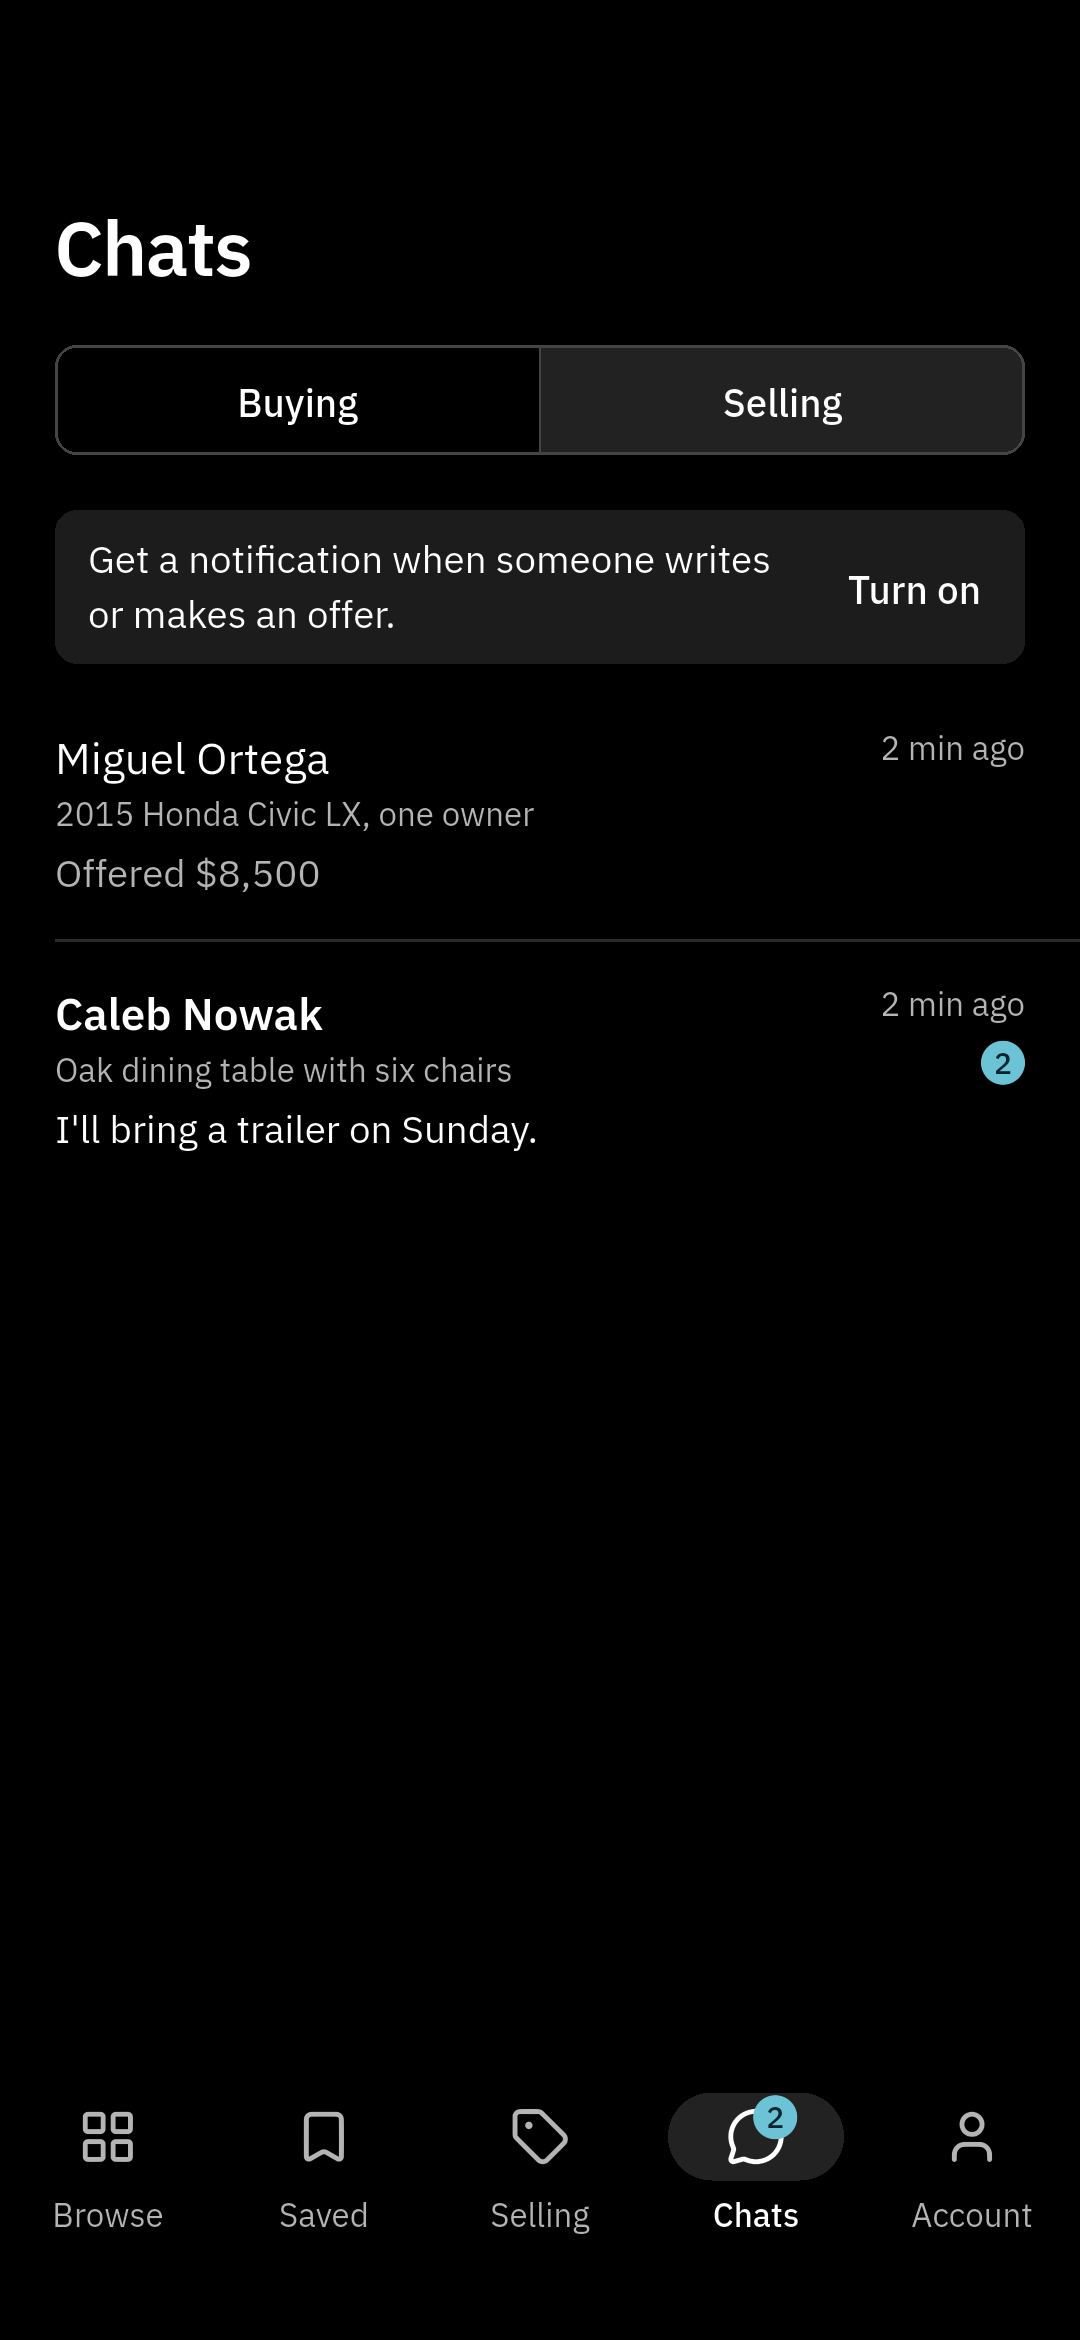 Chats
Buying
Selling
Get a notification when someone writes
or makes an offer.
Turn on
Miguel Ortega
2 min ago
2015 Honda Civic LX, one owner
Offered $8,500
Caleb Nowak
2 min ago
Oak dining table with six chairs
2
I'll bring a trailer on Sunday.
2
Browse
Saved
Selling
Chats
Account